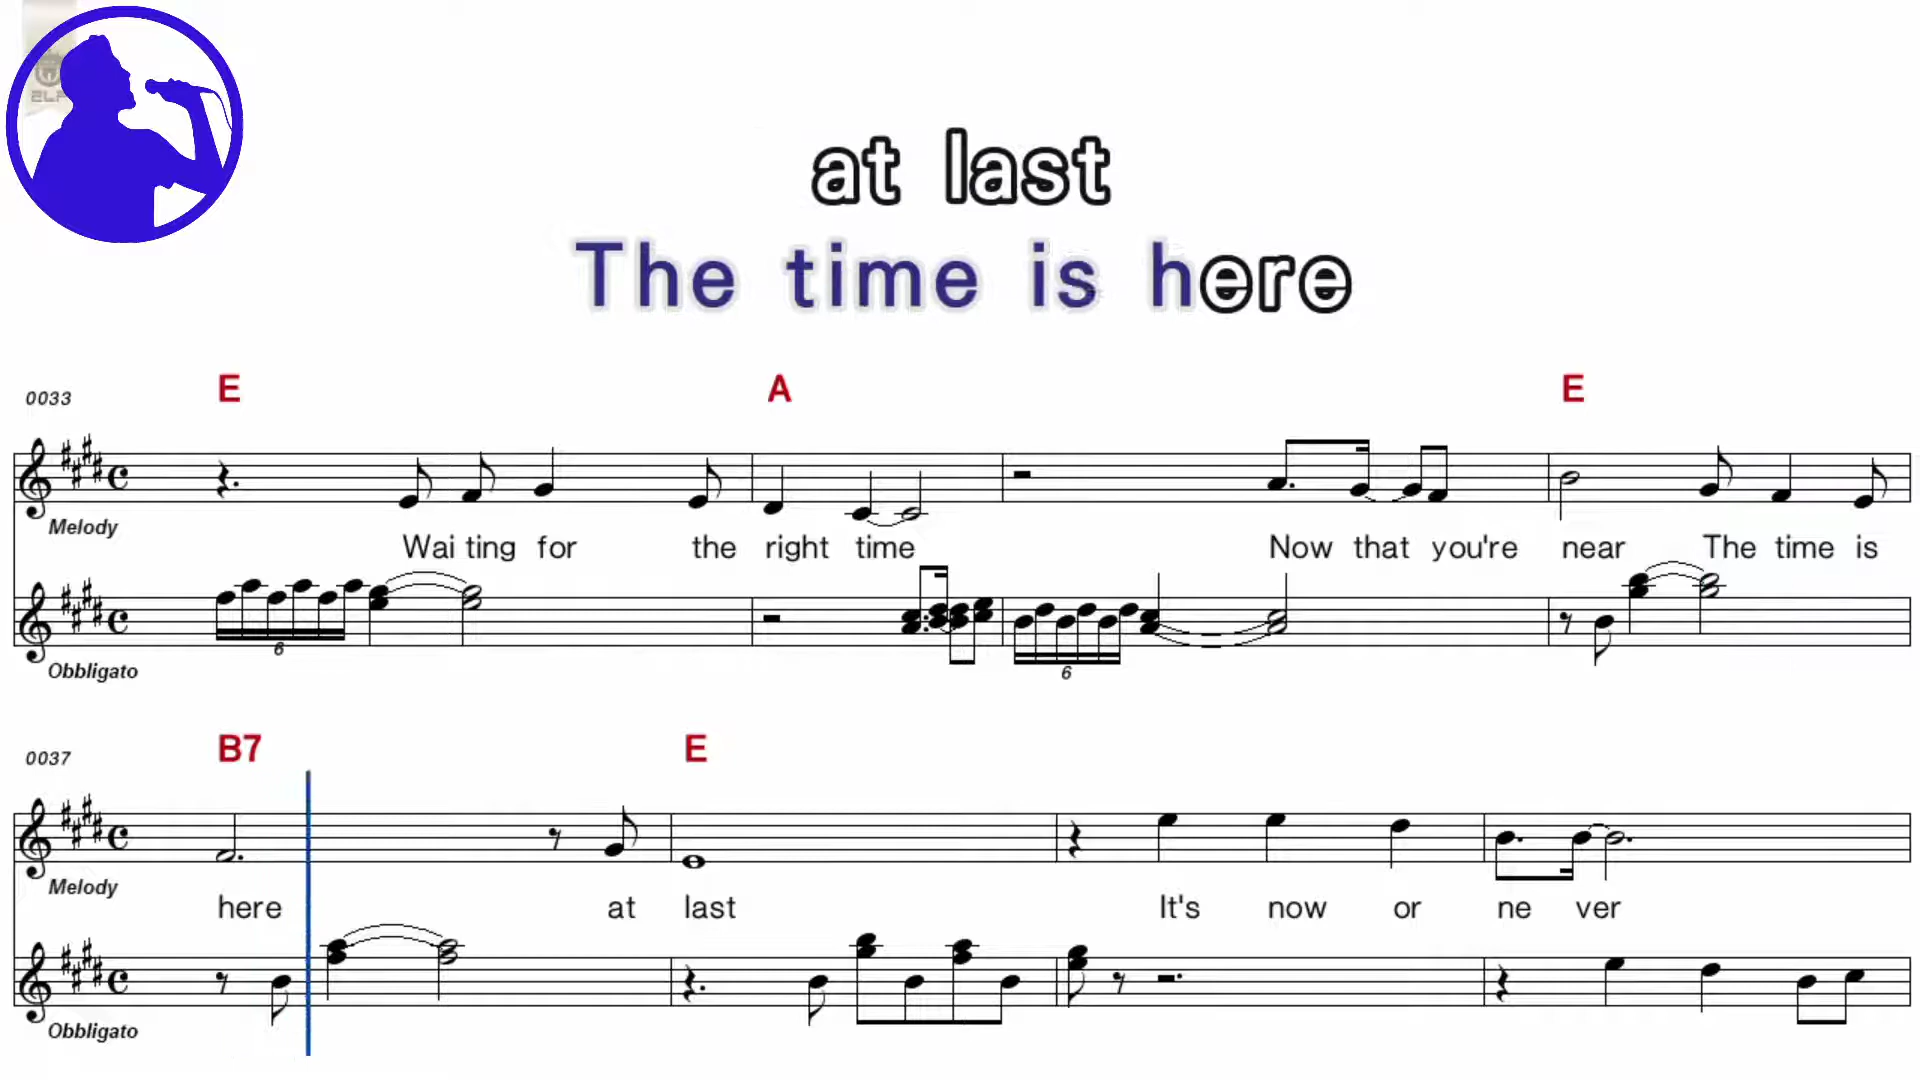 at last
The time is here
0033 E A E
Melody
Wai ting for the right time Now that you're near The time is
6 6
Obbligato
0037 B7 E
Melody
here at last It's now or ne ver
Obbligato